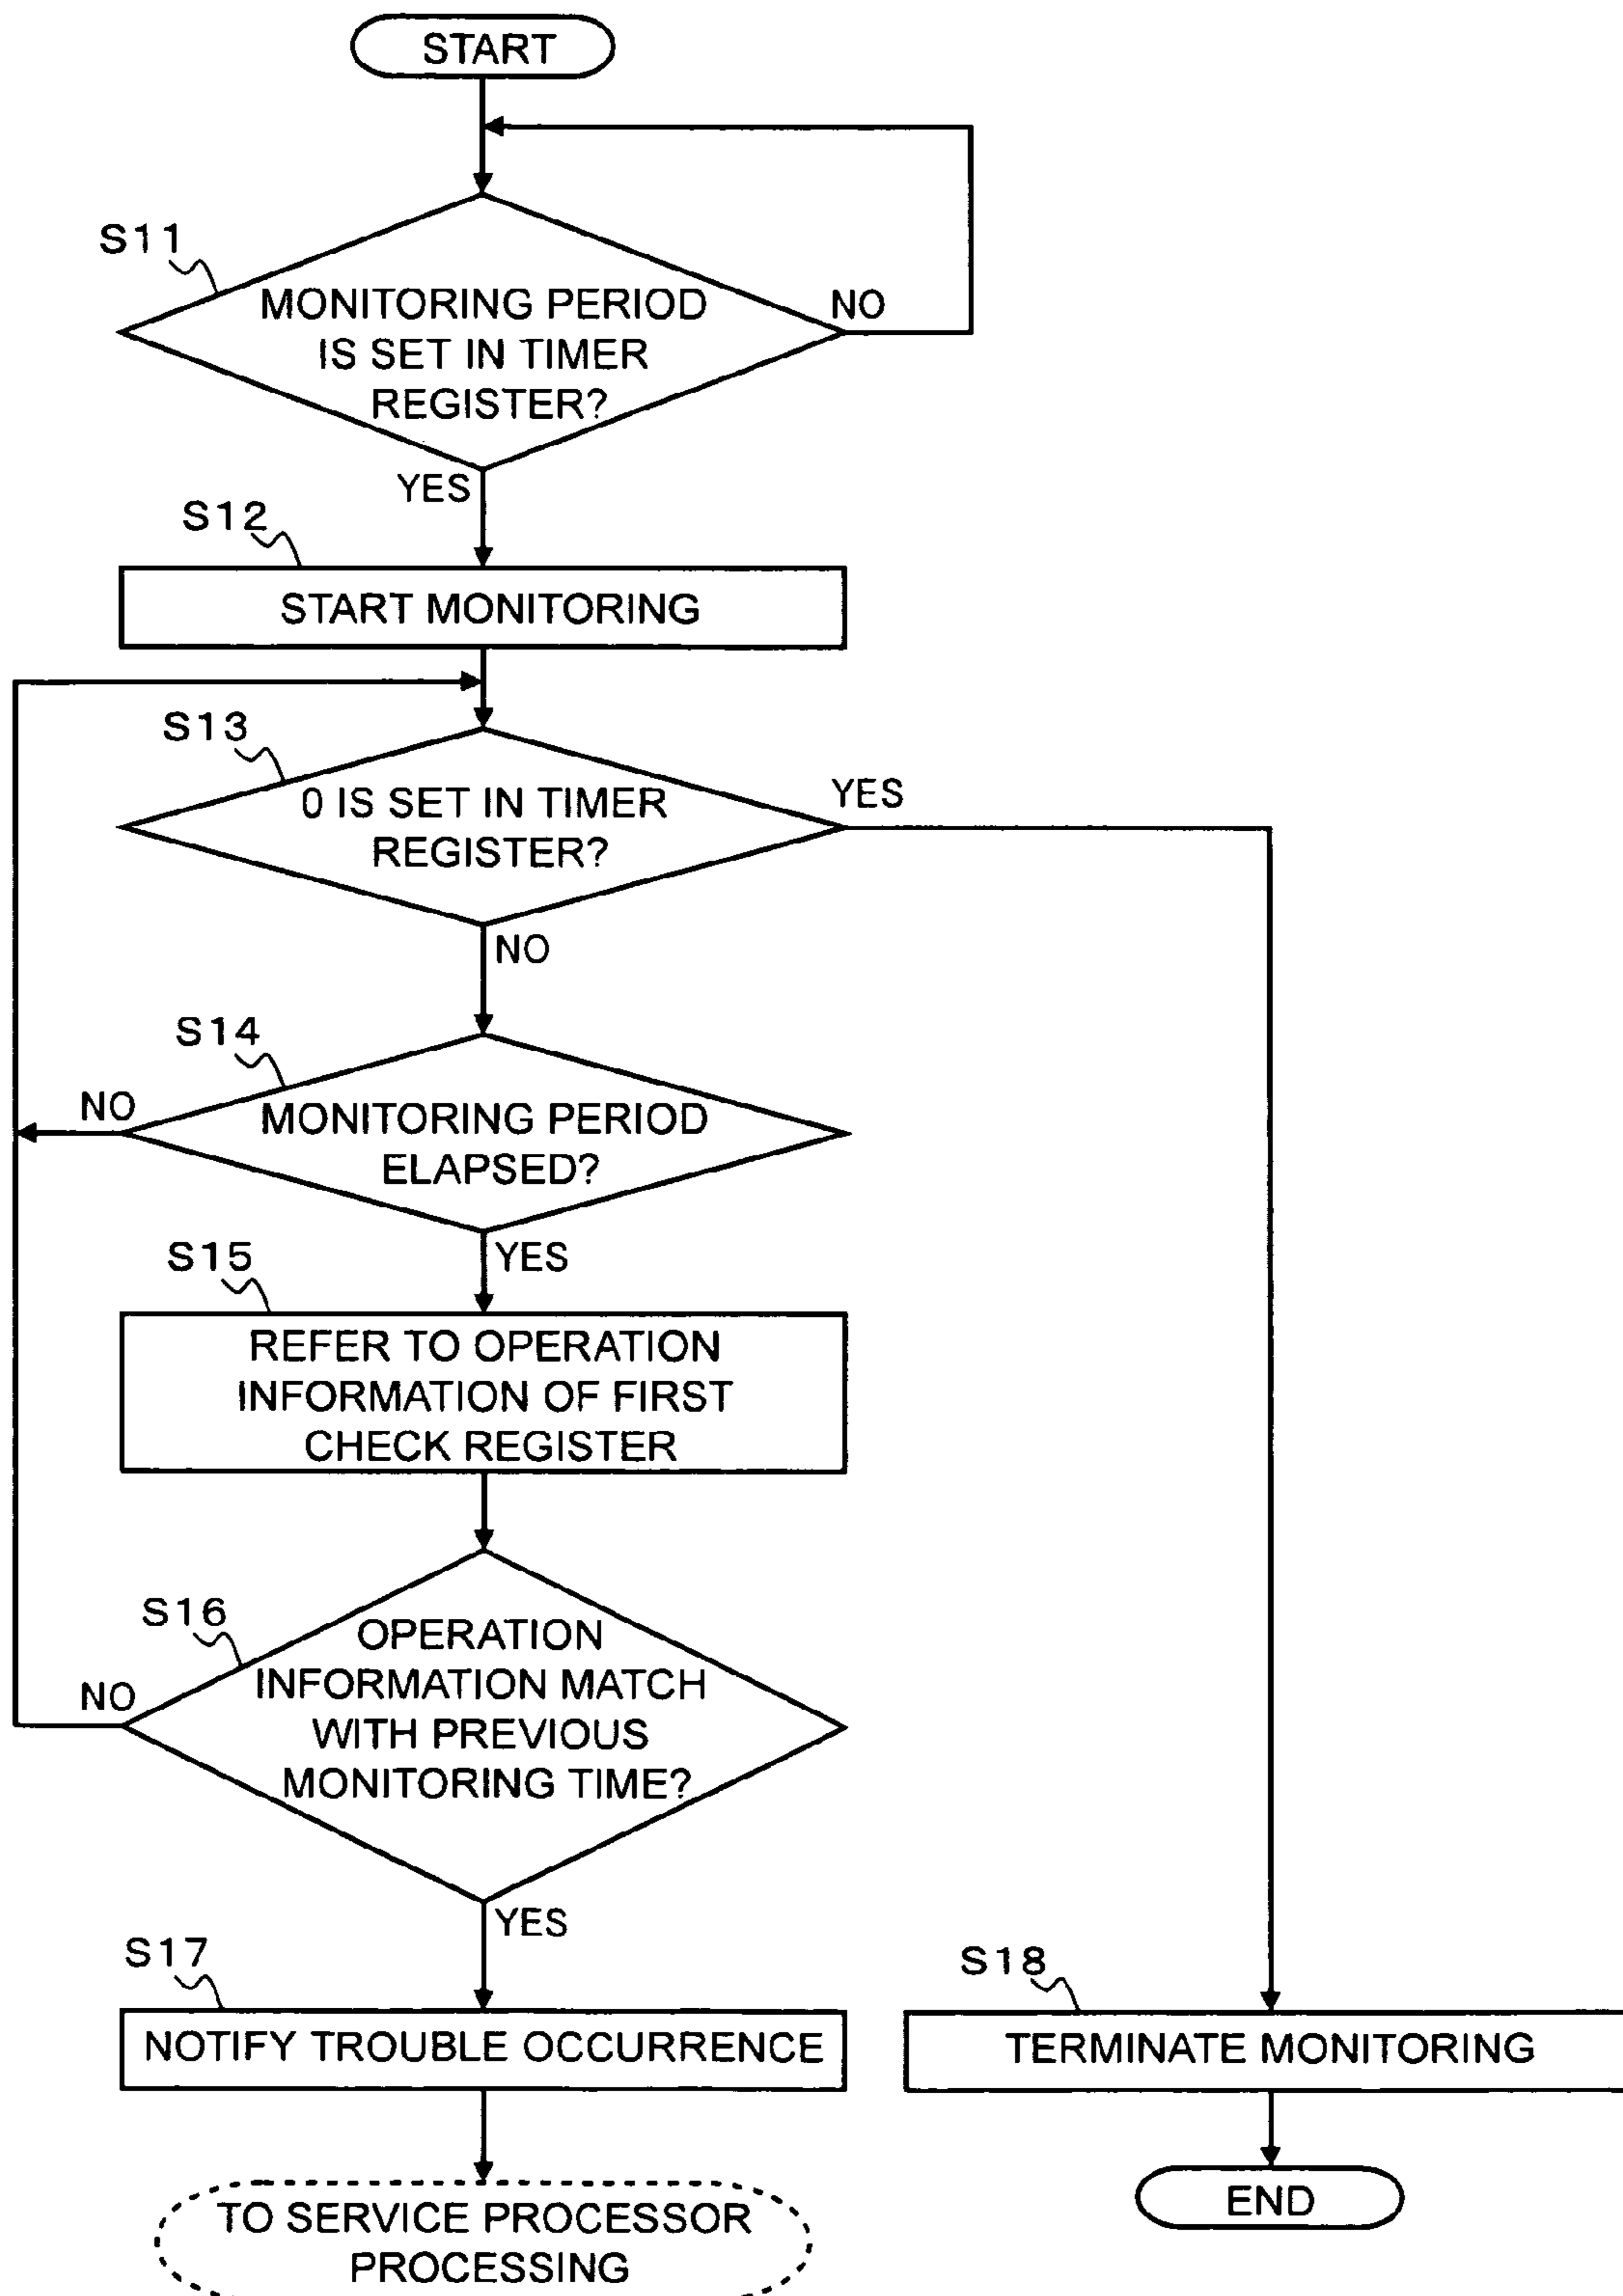 START
S11
MONITORING PERIOD
IS SET IN TIMER
REGISTER?
NO
YES
S12
START MONITORING
S13
0 IS SET IN TIMER
REGISTER?
YES
NO
S14
NO
MONITORING PERIOD
ELAPSED?
YES
S15
REFER TO OPERATION
INFORMATION OF FIRST
CHECK REGISTER
S16
NO
OPERATION
INFORMATION MATCH
WITH PREVIOUS
MONITORING TIME?
YES
S17
NOTIFY TROUBLE OCCURRENCE
S18
TERMINATE MONITORING
TO SERVICE PROCESSOR
PROCESSING
END